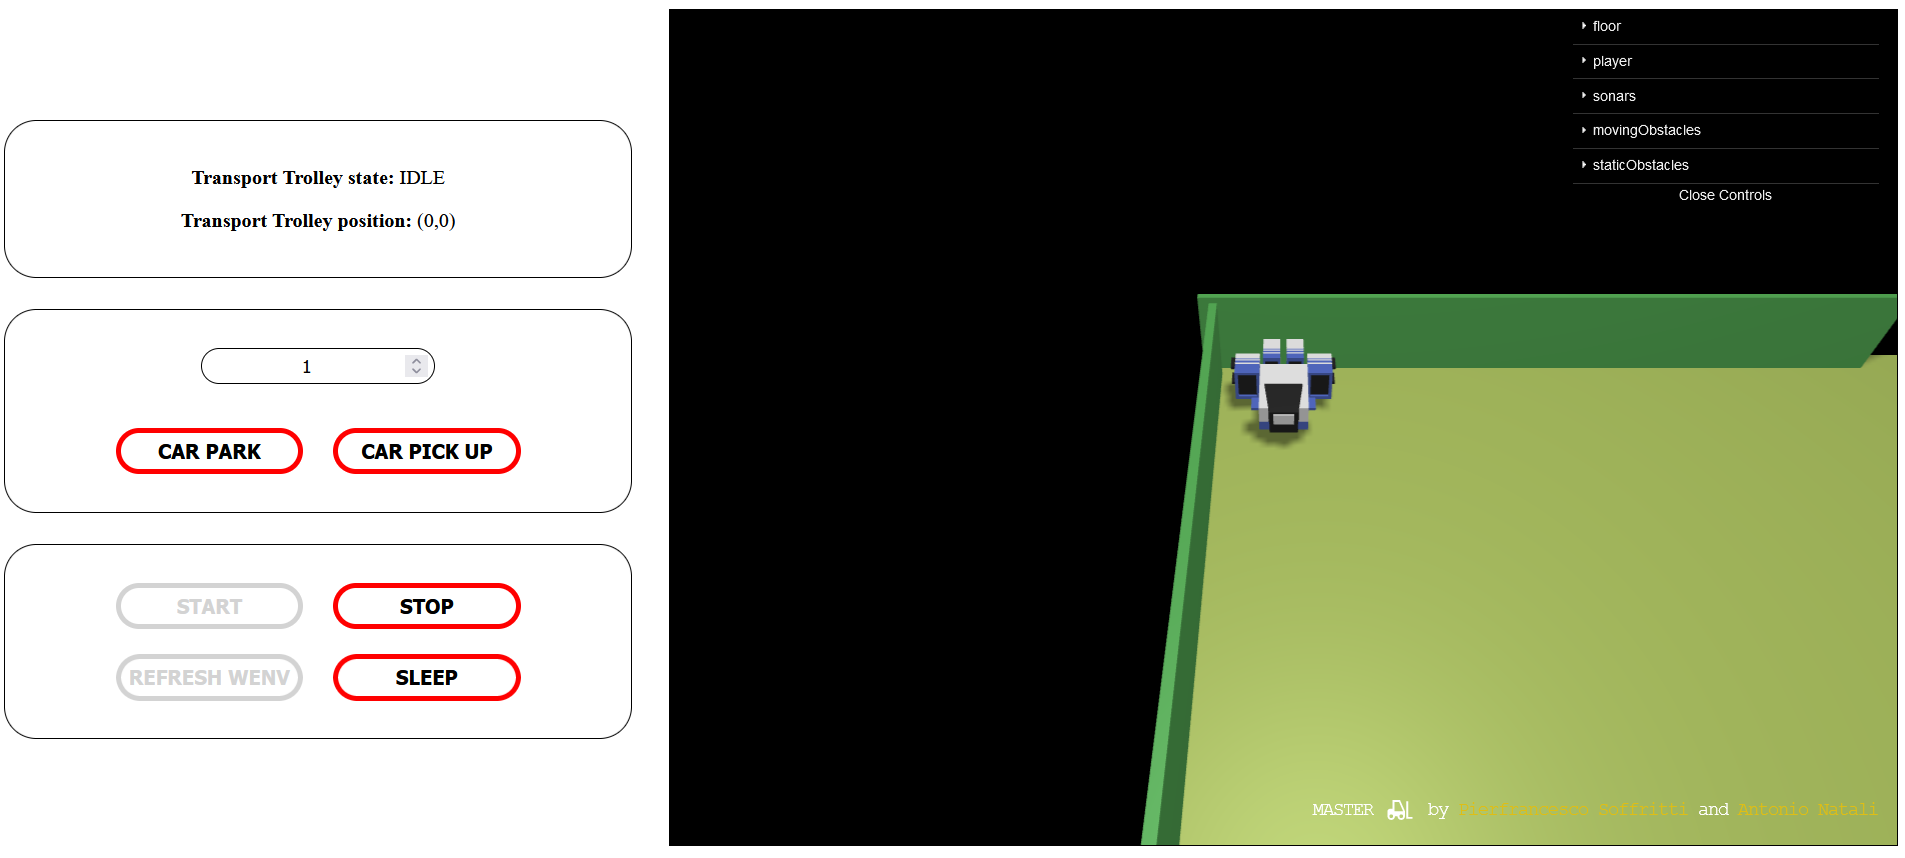 Transport Trolley state: IDLE
Transport Trolley position: (0,0)
1
CAR PARK
CAR PICK UP
START
STOP
REFRESH WENV
SLEEP
floor
player
sonars
movingObstacles
staticObstacles
Close Controls
MASTER by Pierfrancesco Soffritti and Antonio Natali